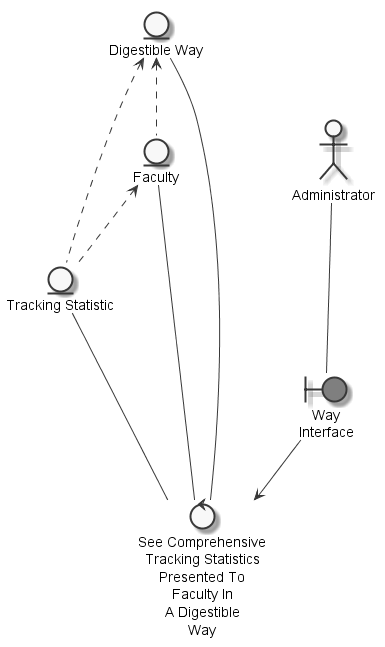 Digestible Way
Faculty
Administrator
Tracking Statistic
Way
Interface
See Comprehensive
Tracking Statistics
Presented To
Faculty In
A Digestible
Way